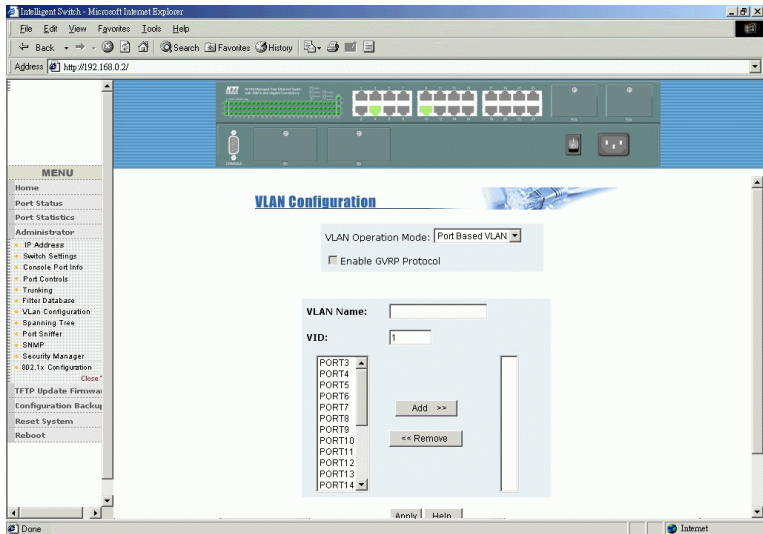 Intelligent Switch - Microsoft Internet Explorer
File Edit View Favorites Tools Help
Back Search Favorites History
Address http://192.168.0.2/
KTI
CONSOLE
MENU
Home
Port Status
Port Statistics
Administrator
IP Address
Switch Settings
Console Port Info
Port Controls
Trunking
Filter Database
VLan Configuration
Spanning Tree
Port Sniffer
SNMP
Security Manager
802.1x Configuration
Close
TFTP Update Firmwa
Configuration Backup
Reset System
Reboot
VLAN Configuration
VLAN Operation Mode: Port Based VLAN
Enable GVRP Protocol
VLAN Name:
VID: 1
PORT3
PORT4
PORT5
PORT6
PORT7
PORT8
PORT9
PORT10
PORT11
PORT12
PORT13
PORT14
Add >>
<< Remove
Apply Help
Done
Internet